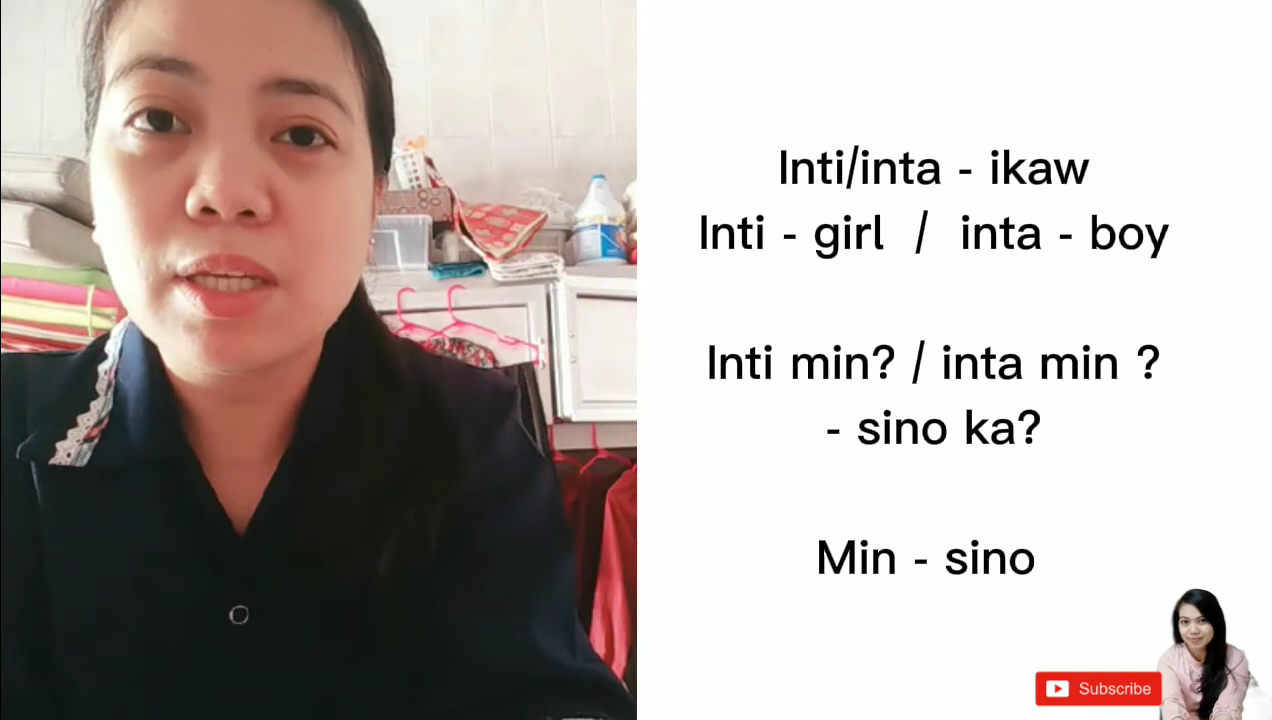 Inti/inta - ikaw
Inti - girl / inta - boy
Inti min? / inta min ?
- sino ka?
Min - sino
Subscribe